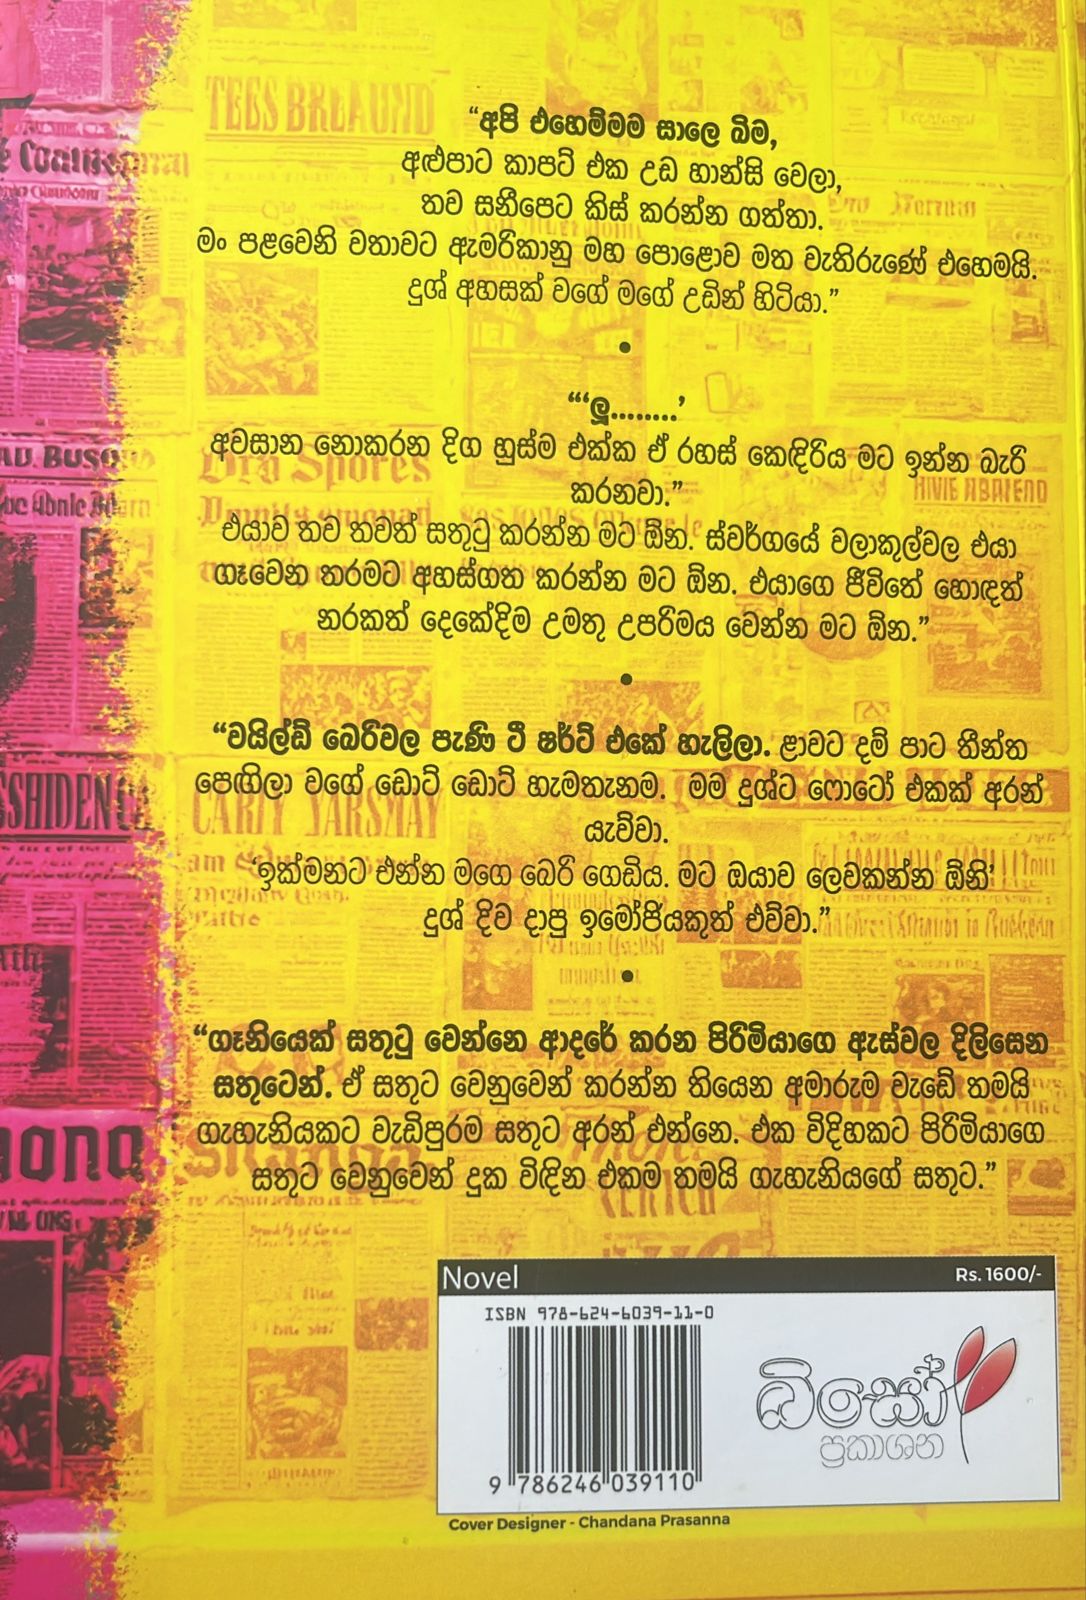 “අපි එහෙම්මම සාලෙ බිම,
අළුපාට කාපට් එක උඩ හාන්සි වෙලා,
තව සනීපෙට කිස් කරන්න ගත්තා.
මං පළවෙනි වතාවට ඇමරිකානු මහ පොළොව මත වැතිරුණේ එහෙමයි.
දුශ් අහසක් වගේ මගේ උඩින් හිටියා.”
•
“‘ලූ........’
අවසාන නොකරන දිග හුස්ම එක්ක ඒ රහස් කෙඳිරිය මට ඉන්න බැරි
කරනවා.”
එයාව තව තවත් සතුටු කරන්න මට ඕන. ස්වර්ගයේ වලාකුල්වල එයා
ගෑවෙන තරමට අහස්ගත කරන්න මට ඕන. එයාගෙ ජීවිතේ හොඳත්
නරකත් දෙකේදිම උමතු උපරිමය වෙන්න මට ඕන.”
•
“වයිල්ඩ් බෙරිවල පැණි ටී ෂර්ට් එකේ හැලිලා. ළාවට දම් පාට තීන්ත
පෙඟිලා වගේ ඩොට් ඩොට් හැමතැනම. මම දුශ්ට ෆොටෝ එකක් අරන්
යැව්වා.
‘ඉක්මනට එන්න මගෙ බෙරි ගෙඩිය. මට ඔයාව ලෙවකන්න ඕනි’
දුශ් දිව දාපු ඉමෝජියකුත් එව්වා.”
•
“ගෑනියෙක් සතුටු වෙන්නෙ ආදරේ කරන පිරිමියාගෙ ඇස්වල දිලිසෙන
සතුටෙන්. ඒ සතුට වෙනුවෙන් කරන්න තියෙන අමාරුම වැඩේ තමයි
ගැහැනියකට වැඩිපුරම සතුට අරන් එන්නෙ. එක විදිහකට පිරිමියාගෙ
සතුට වෙනුවෙන් දුක විඳින එකම තමයි ගැහැනියගේ සතුට.”
Novel
Rs. 1600/-
ISBN 978-624-6039-11-0
9 786246 039110
බිසෝ
ප්‍රකාශන
Cover Designer - Chandana Prasanna